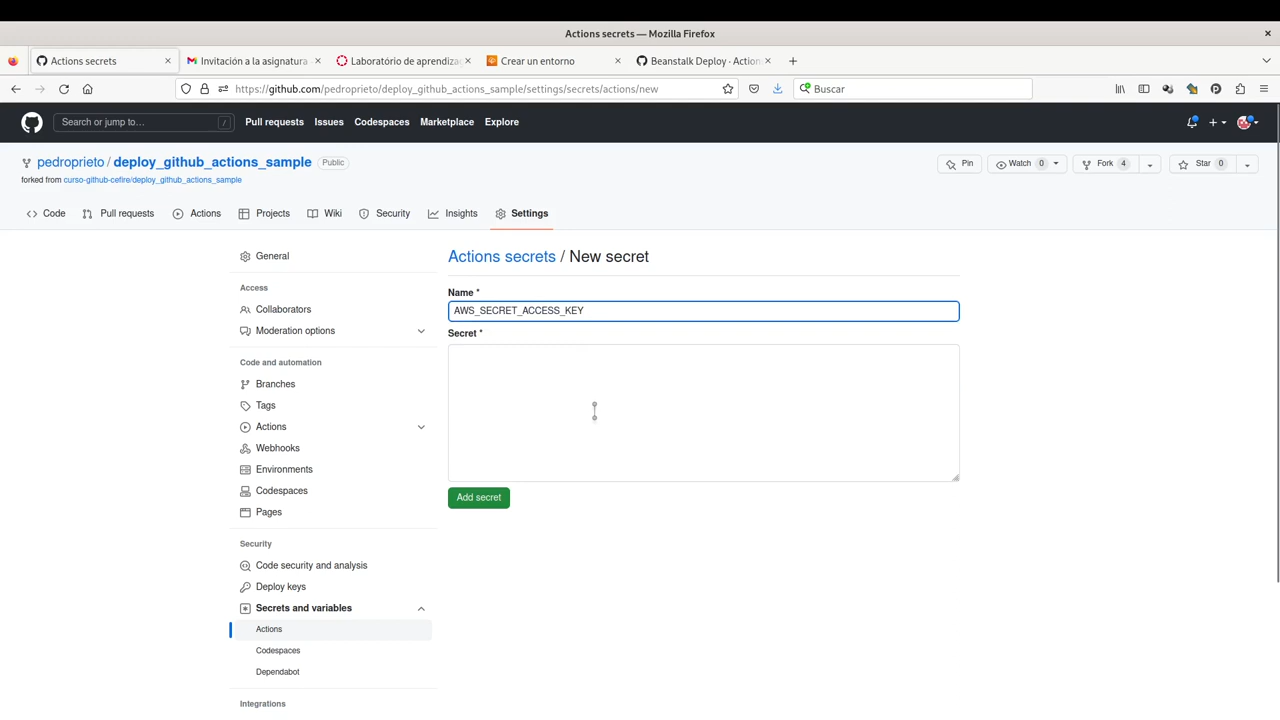 Actions secrets — Mozilla Firefox
Actions secrets
Invitación a la asignatura
Laboratório de aprendiza
Crear un entorno
Beanstalk Deploy · Action
https://github.com/pedroprieto/deploy_github_actions_sample/settings/secrets/actions/new
Buscar
Search or jump to…
/
Pull requests
Issues
Codespaces
Marketplace
Explore
pedroprieto / deploy_github_actions_sample
Public
Pin
Watch 0
Fork 4
Star 0
forked from curso-github-cefire/deploy_github_actions_sample
Code
Pull requests
Actions
Projects
Wiki
Security
Insights
Settings
General
Access
Collaborators
Moderation options
Code and automation
Branches
Tags
Actions
Webhooks
Environments
Codespaces
Pages
Security
Code security and analysis
Deploy keys
Secrets and variables
Actions
Codespaces
Dependabot
Integrations
Actions secrets / New secret
Name *
AWS_SECRET_ACCESS_KEY
Secret *
Add secret